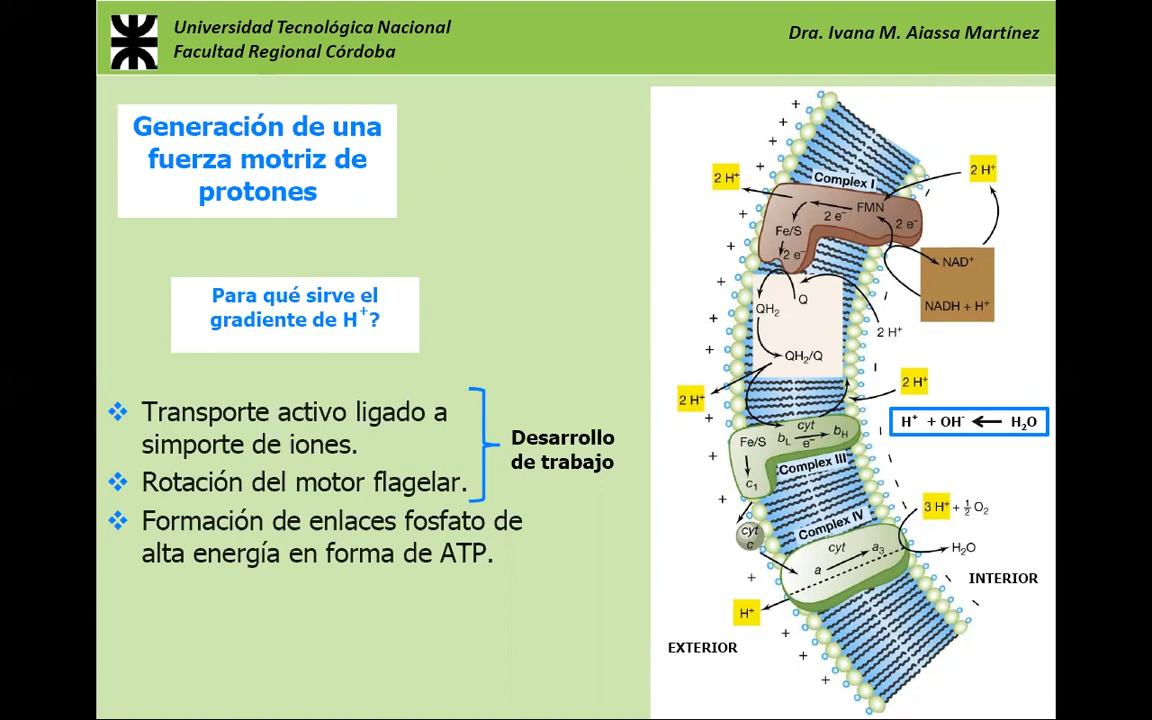 Universidad Tecnológica Nacional
Facultad Regional Córdoba
Dra. Ivana M. Aiassa Martínez
Generación de una
fuerza motriz de
protones
Para qué sirve el
gradiente de H⁺?
❖ Transporte activo ligado a
simporte de iones.
❖ Rotación del motor flagelar.
❖ Formación de enlaces fosfato de
alta energía en forma de ATP.
Desarrollo
de trabajo
Complex I
2 H⁺
2 H⁺
FMN
2 e⁻
2 e⁻
Fe/S
2 e⁻
NAD⁺
NADH + H⁺
Q
QH₂
2 H⁺
QH₂/Q
2 H⁺
2 H⁺
H⁺ + OH⁻ ← H₂O
Fe/S
cyt
b_L
e⁻
b_H
Complex III
c₁
cyt
c
Complex IV
3 H⁺ + ½ O₂
cyt
a
a₃
H₂O
INTERIOR
H⁺
EXTERIOR